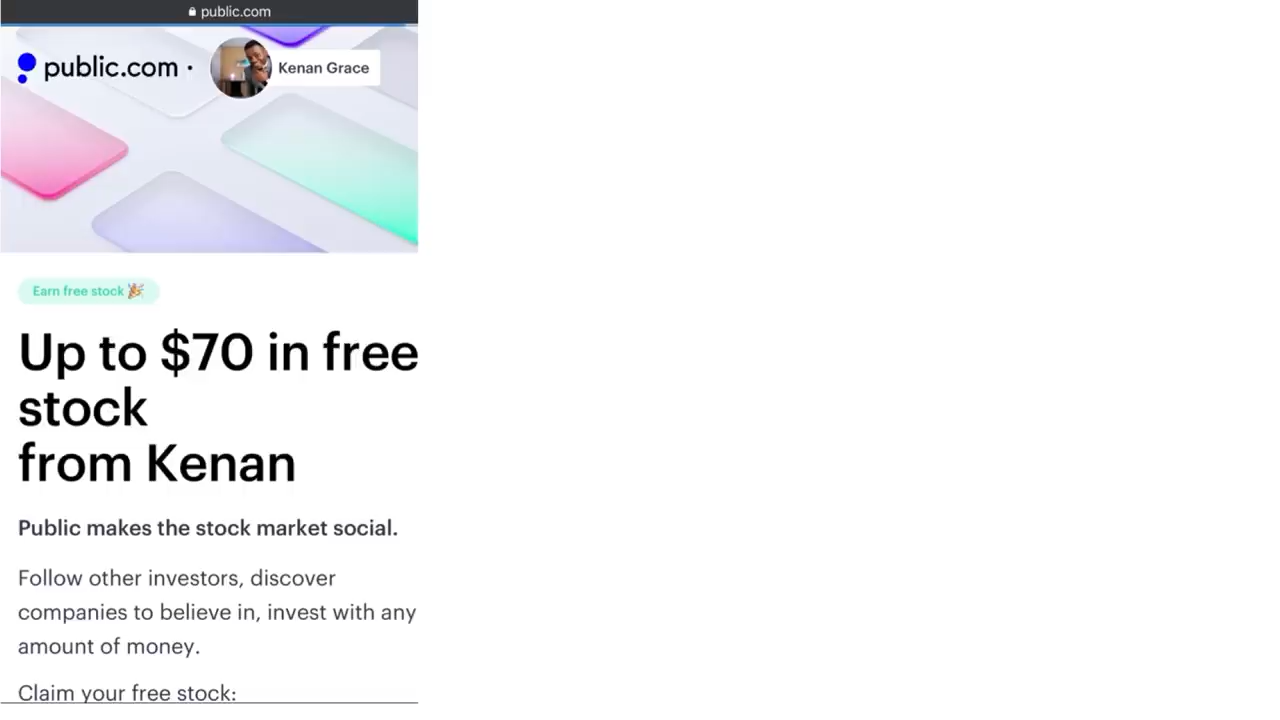 public.com
public.com · Kenan Grace
Earn free stock 🎉
Up to $70 in free
stock
from Kenan
Public makes the stock market social.
Follow other investors, discover
companies to believe in, invest with any
amount of money.
Claim your free stock: